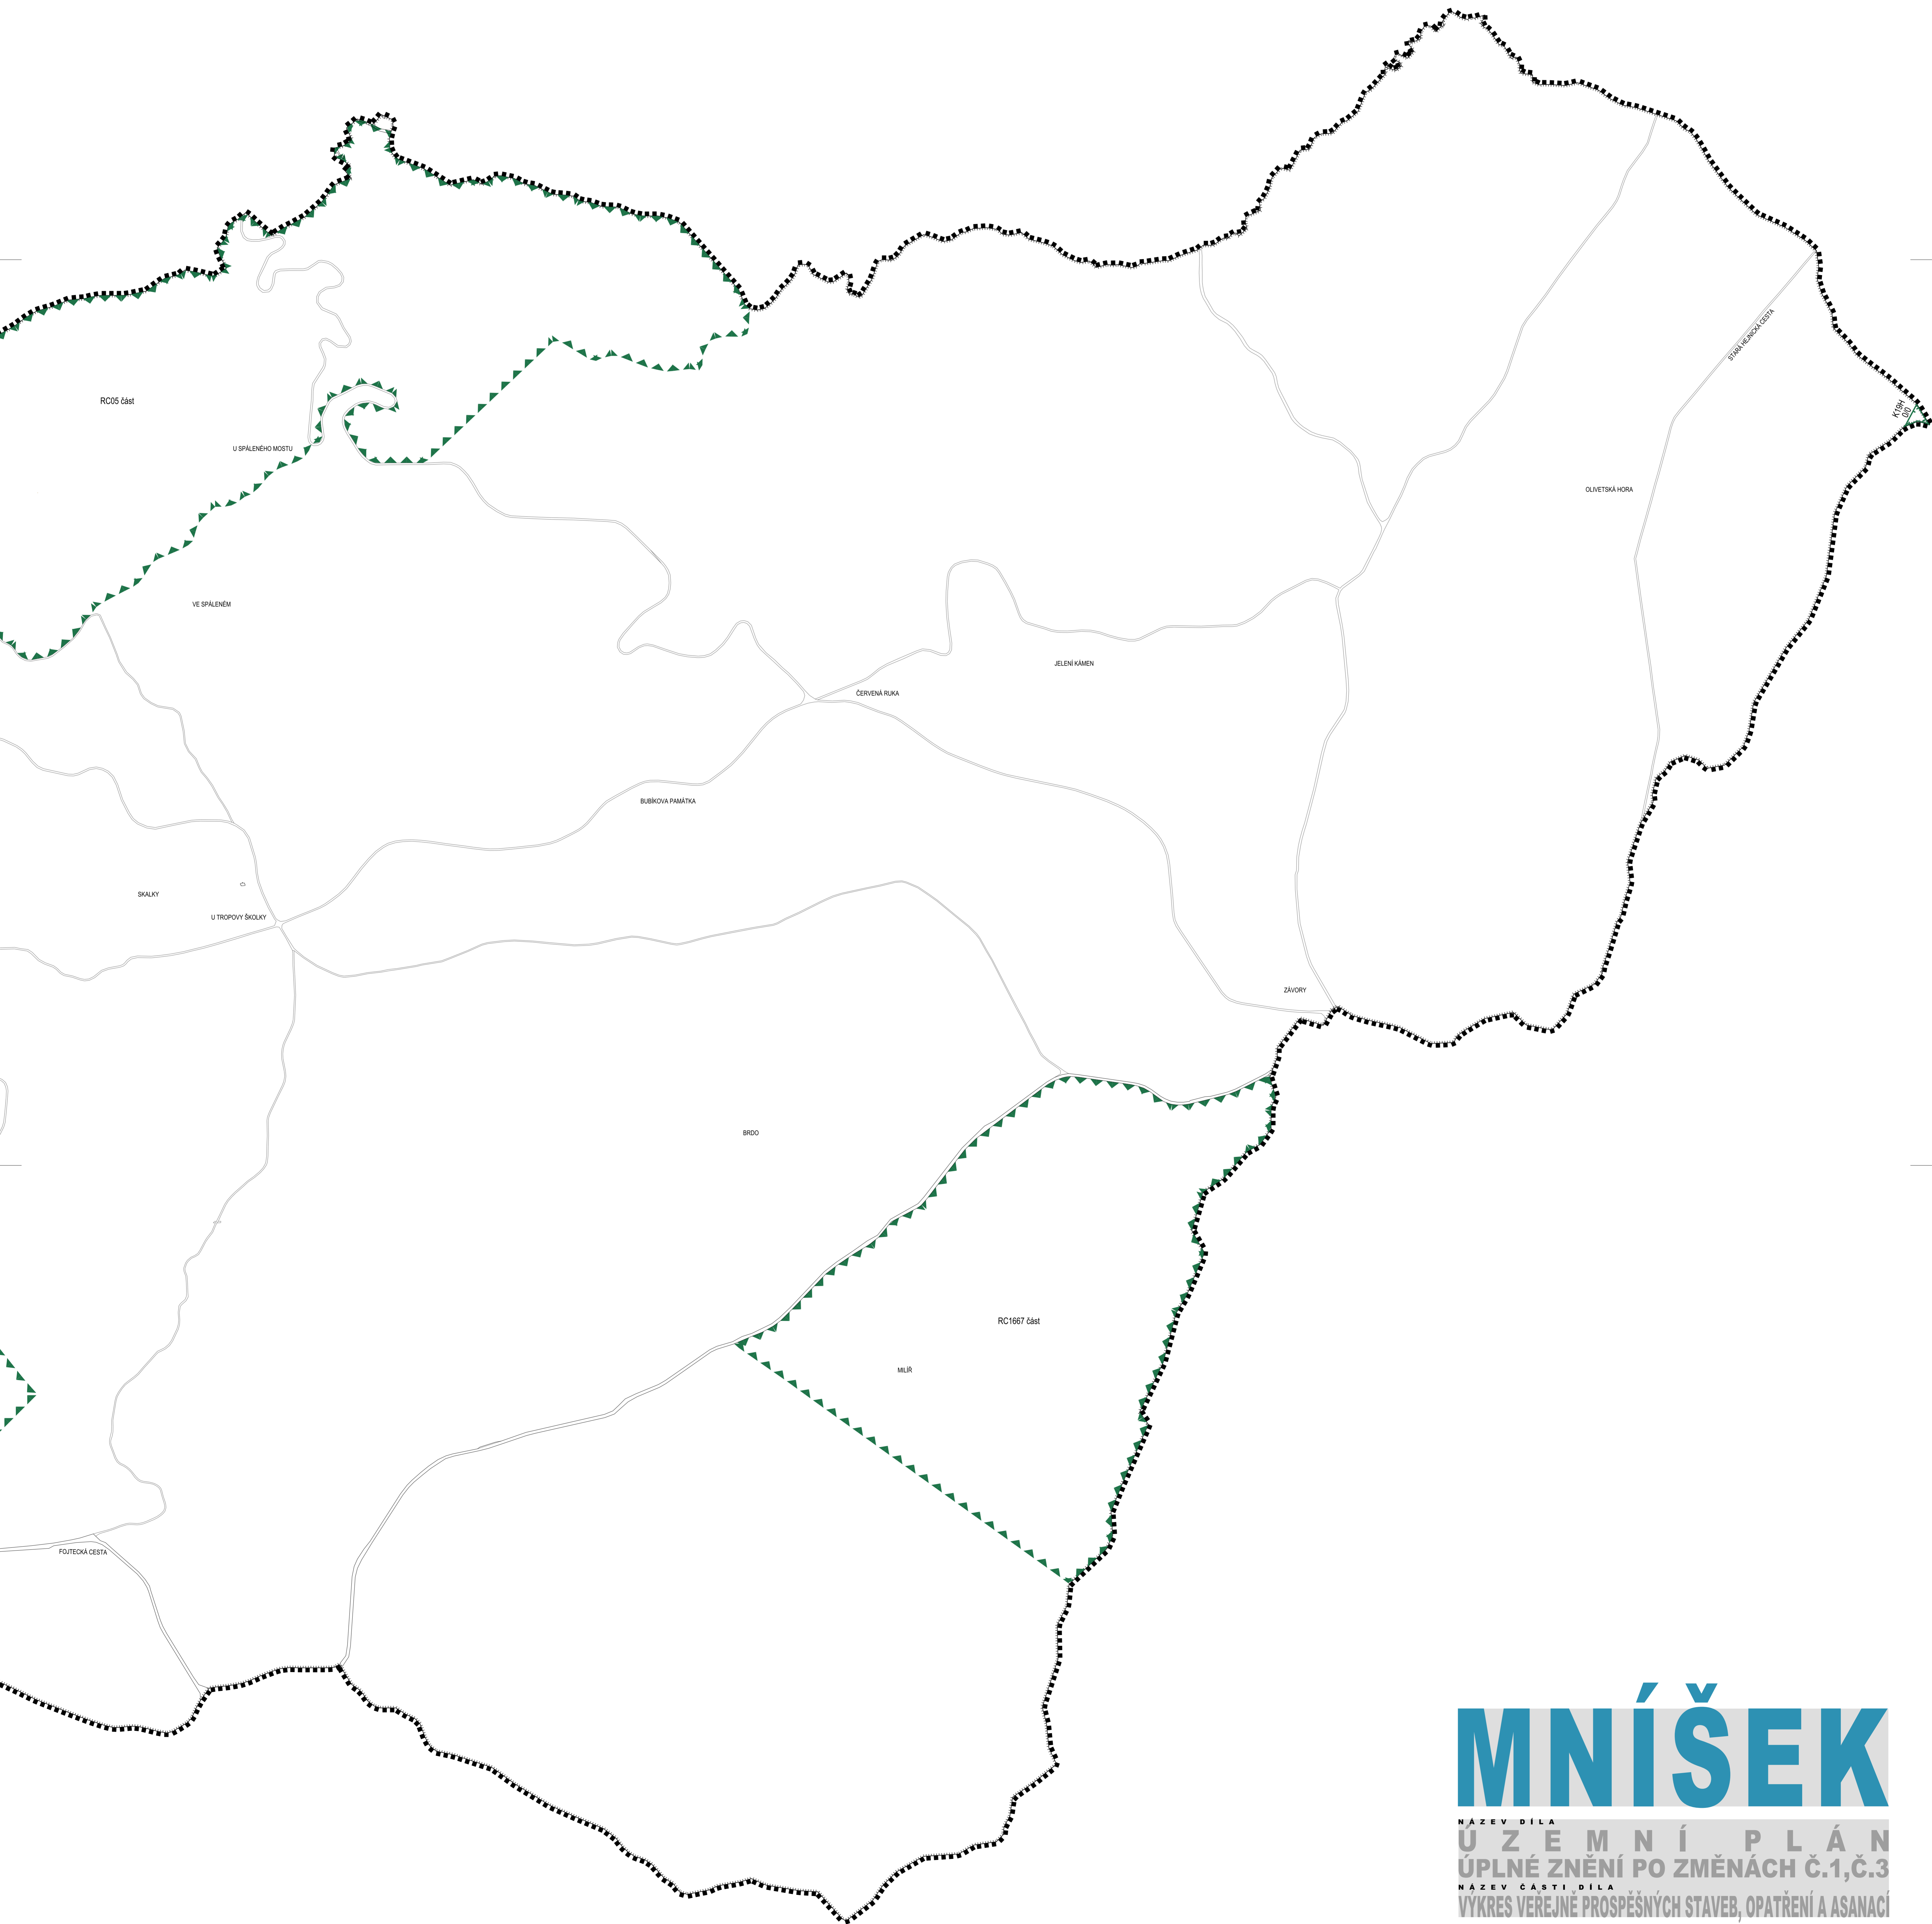 STARÁ HEJNICKÁ CESTA
RC05 část
K19H
0/0
U SPÁLENÉHO MOSTU
OLIVETSKÁ HORA
VE SPÁLENÉM
JELENÍ KÁMEN
ČERVENÁ RUKA
BUBÍKOVA PAMÁTKA
SKALKY
U TROPOVY ŠKOLKY
ZÁVORY
BRDO
RC1667 část
MILÍŘ
FOJTECKÁ CESTA
MNÍŠEK
NÁZEV DÍLA
ÚZEMNÍ PLÁN
ÚPLNÉ ZNĚNÍ PO ZMĚNÁCH Č.1,Č.3
NÁZEV ČÁSTI DÍLA
VÝKRES VEŘEJNĚ PROSPĚŠNÝCH STAVEB, OPATŘENÍ A ASANACÍ